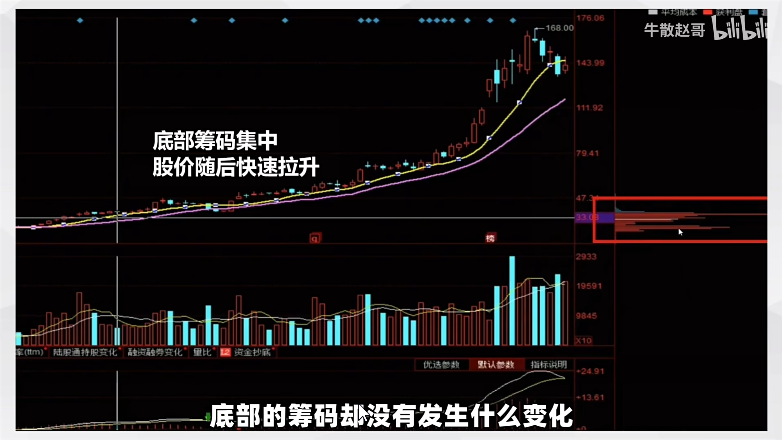 平均成本 获利盘
牛散赵哥 bilibili
176.06
168.00
143.99
111.92
79.41
47.3
33.08
底部筹码集中
股价随后快速拉升
榜
2933
19591
9845
X10
率(ttm) 陆股通持股变化 融资融券变化 量比 资金抄底
优选参数 默认参数 指标说明
+24.91
+13.61
底部的筹码却没有发生什么变化